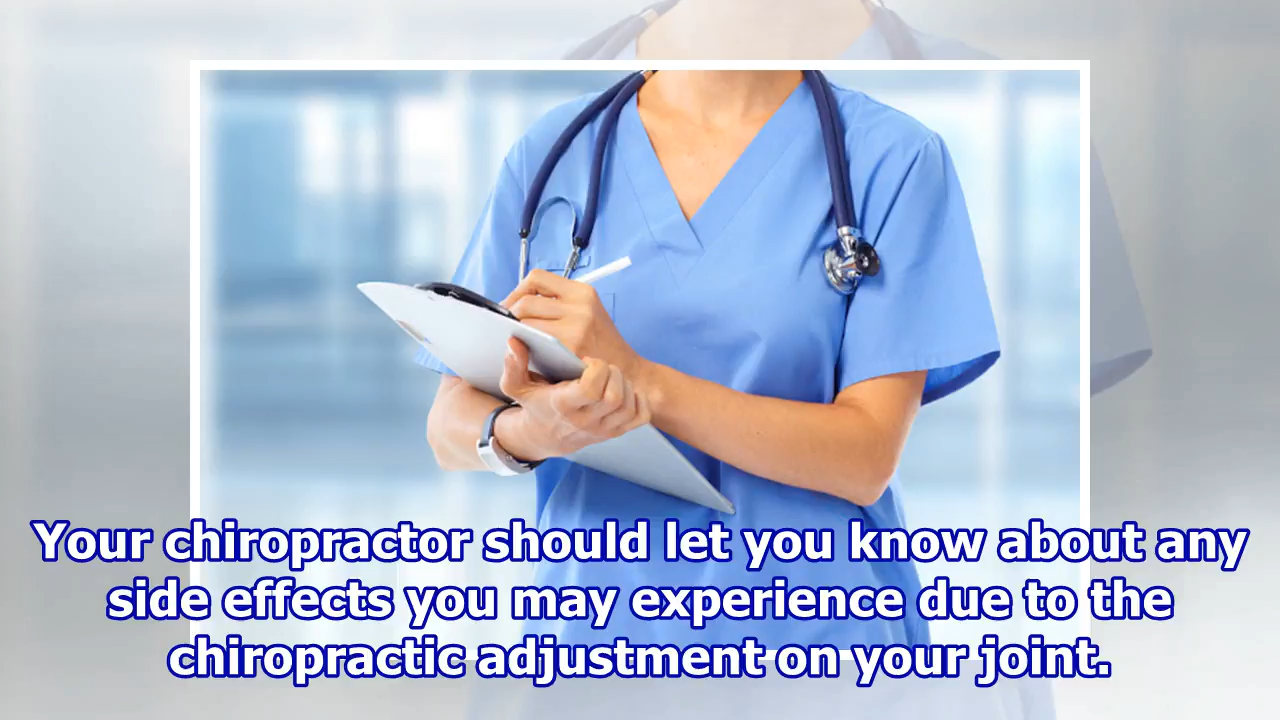 Your chiropractor should let you know about any
side effects you may experience due to the
chiropractic adjustment on your joint.